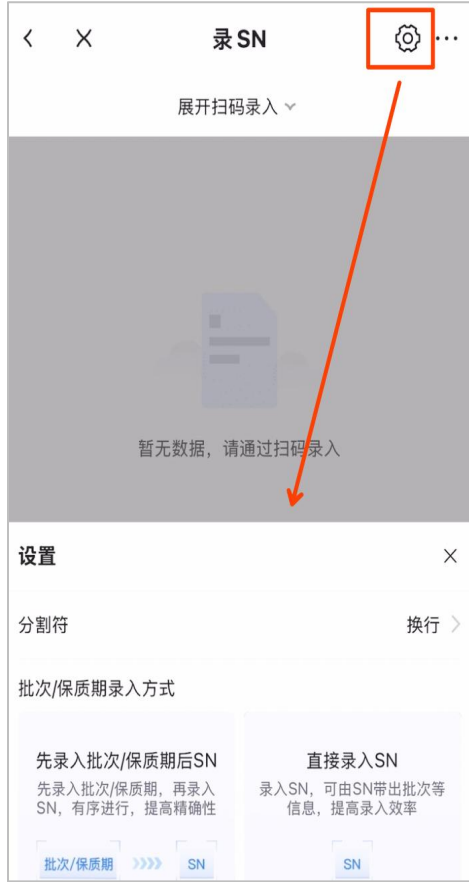 录 SN
展开扫码录入
暂无数据，请通过扫码录入
设置
分割符
换行
批次/保质期录入方式
先录入批次/保质期后SN
先录入批次/保质期，再录入
SN，有序进行，提高精确性
批次/保质期
SN
直接录入SN
录入SN，可由SN带出批次等
信息，提高录入效率
SN